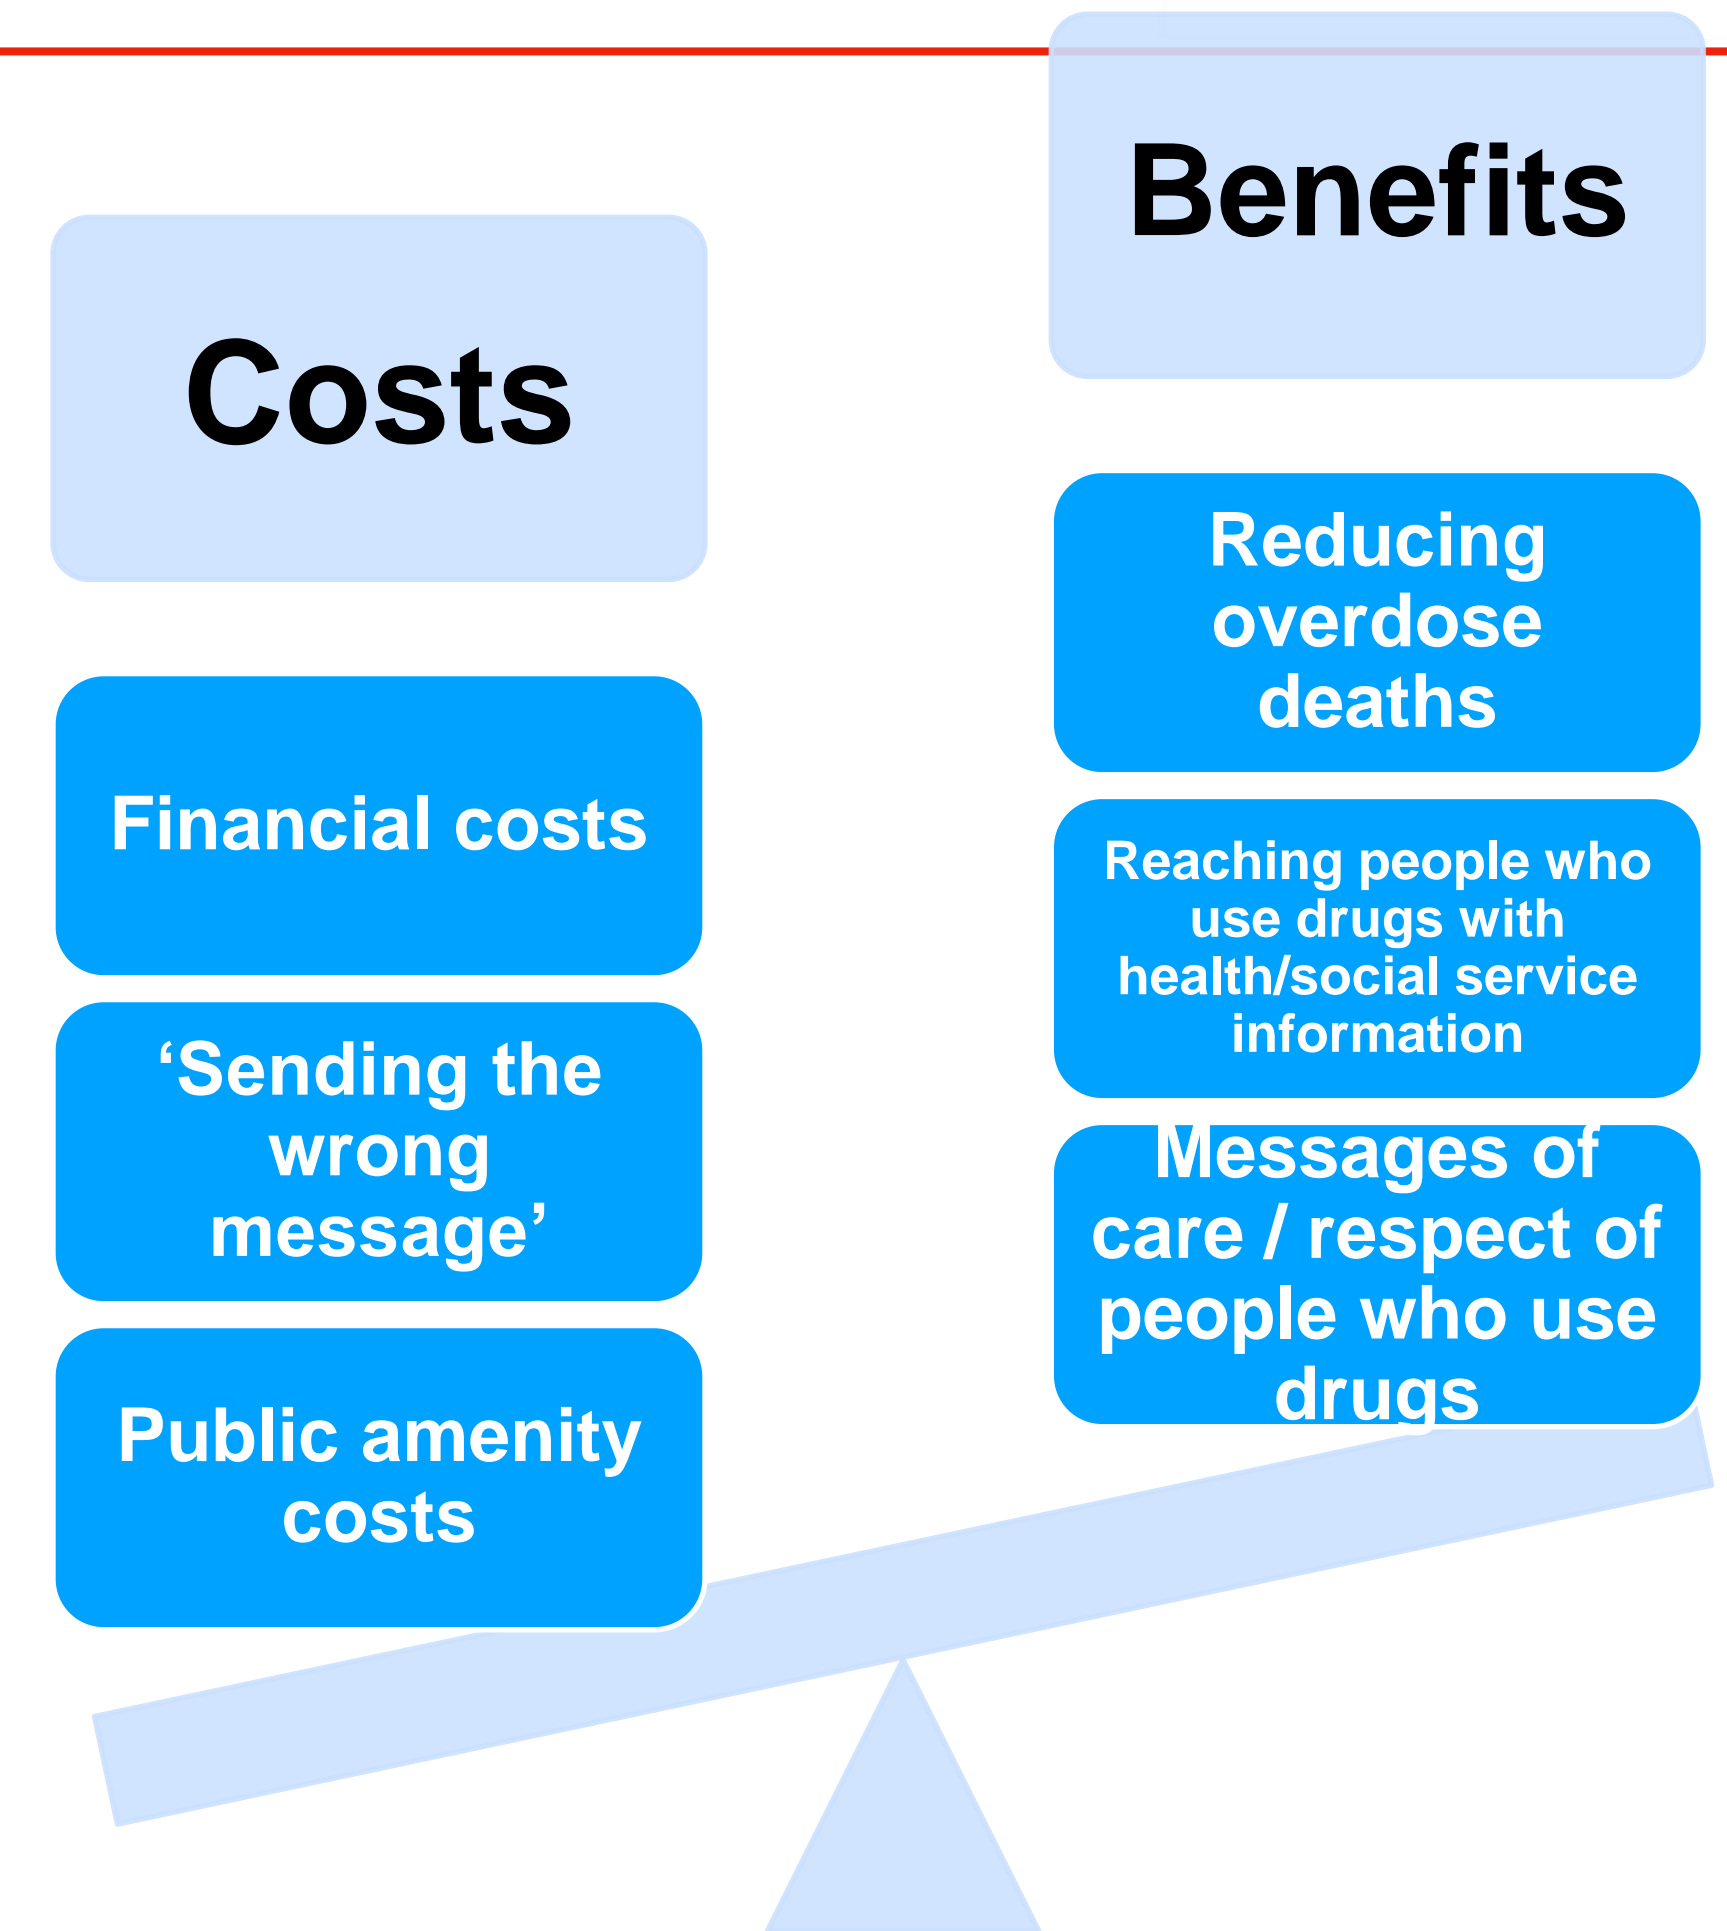 Costs
Financial costs
‘Sending the
wrong
message’
Public amenity
costs
Benefits
Reducing
overdose
deaths
Reaching people who
use drugs with
health/social service
information
Messages of
care / respect of
people who use
drugs